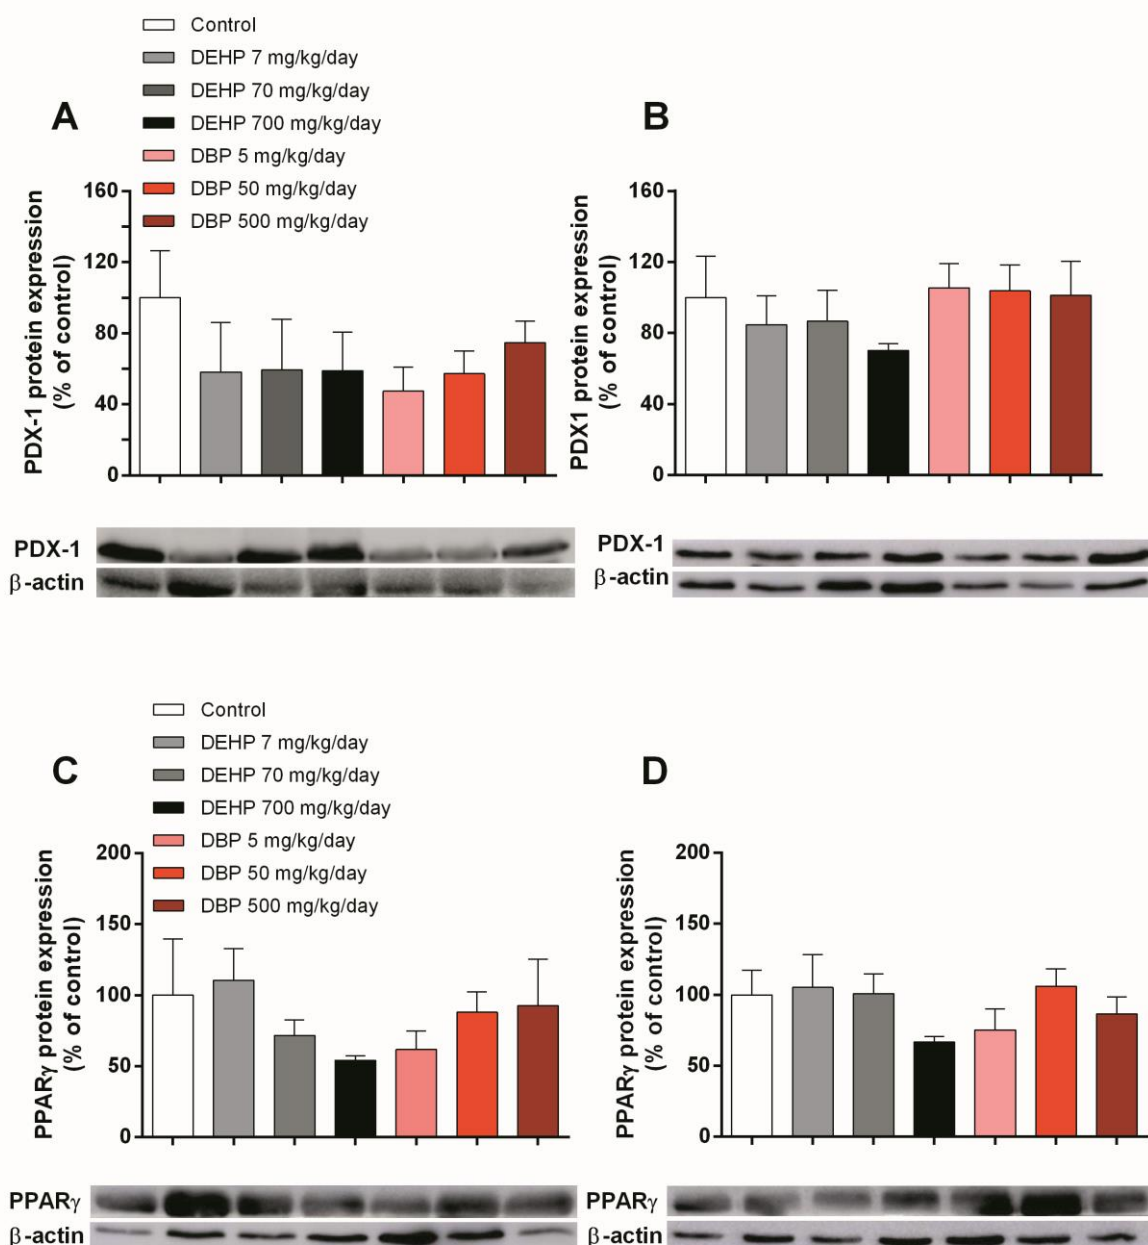 Control
DEHP 7 mg/kg/day
DEHP 70 mg/kg/day
DEHP 700 mg/kg/day
DBP 5 mg/kg/day
DBP 50 mg/kg/day
DBP 500 mg/kg/day
A
PDX-1 protein expression
(% of control)
160
120
80
40
0
PDX-1
β-actin
B
PDX1 protein expression
(% of control)
160
120
80
40
0
PDX-1
β-actin
Control
DEHP 7 mg/kg/day
DEHP 70 mg/kg/day
DEHP 700 mg/kg/day
DBP 5 mg/kg/day
DBP 50 mg/kg/day
DBP 500 mg/kg/day
C
PPARγ protein expression
(% of control)
200
150
100
50
0
PPARγ
β-actin
D
PPARγ protein expression
(% of control)
200
150
100
50
0
PPARγ
β-actin